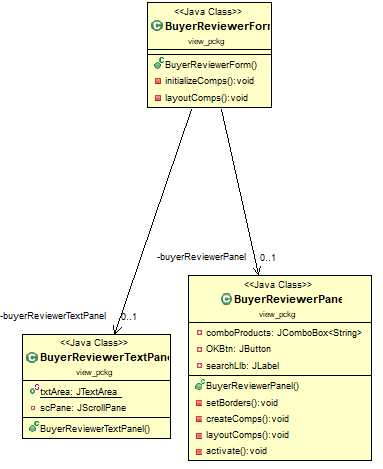 <<Java Class>>
BuyerReviewerForm
view_pckg
BuyerReviewerForm()
initializeComps():void
layoutComps():void
-buyerReviewerPanel
0..1
-buyerReviewerTextPanel
0..1
<<Java Class>>
BuyerReviewerTextPane
view_pckg
txtArea: JTextArea
scPane: JScrollPane
BuyerReviewerTextPanel()
<<Java Class>>
BuyerReviewerPane
view_pckg
comboProducts: JComboBox<String>
OKBtn: JButton
searchLlb: JLabel
BuyerReviewerPanel()
setBorders():void
createComps():void
layoutComps():void
activate():void